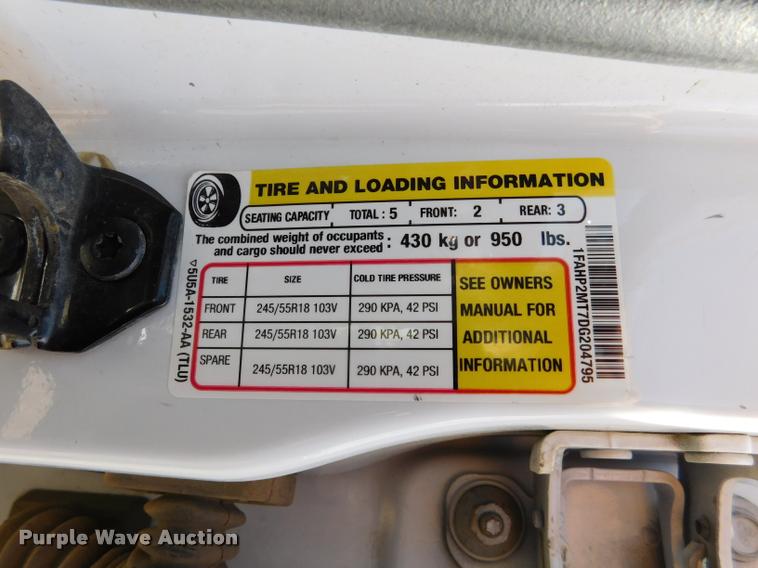 TIRE AND LOADING INFORMATION
SEATING CAPACITY TOTAL : 5 FRONT: 2 REAR: 3
The combined weight of occupants and cargo should never exceed : 430 kg or 950 lbs.
TIRE SIZE COLD TIRE PRESSURE
FRONT 245/55R18 103V 290 KPA, 42 PSI
REAR 245/55R18 103V 290 KPA, 42 PSI
SPARE 245/55R18 103V 290 KPA, 42 PSI
SEE OWNERS
MANUAL FOR
ADDITIONAL
INFORMATION
▽5U5A-1532-AA (TLU)
1FAHP2MT7DG204795
Purple Wave Auction